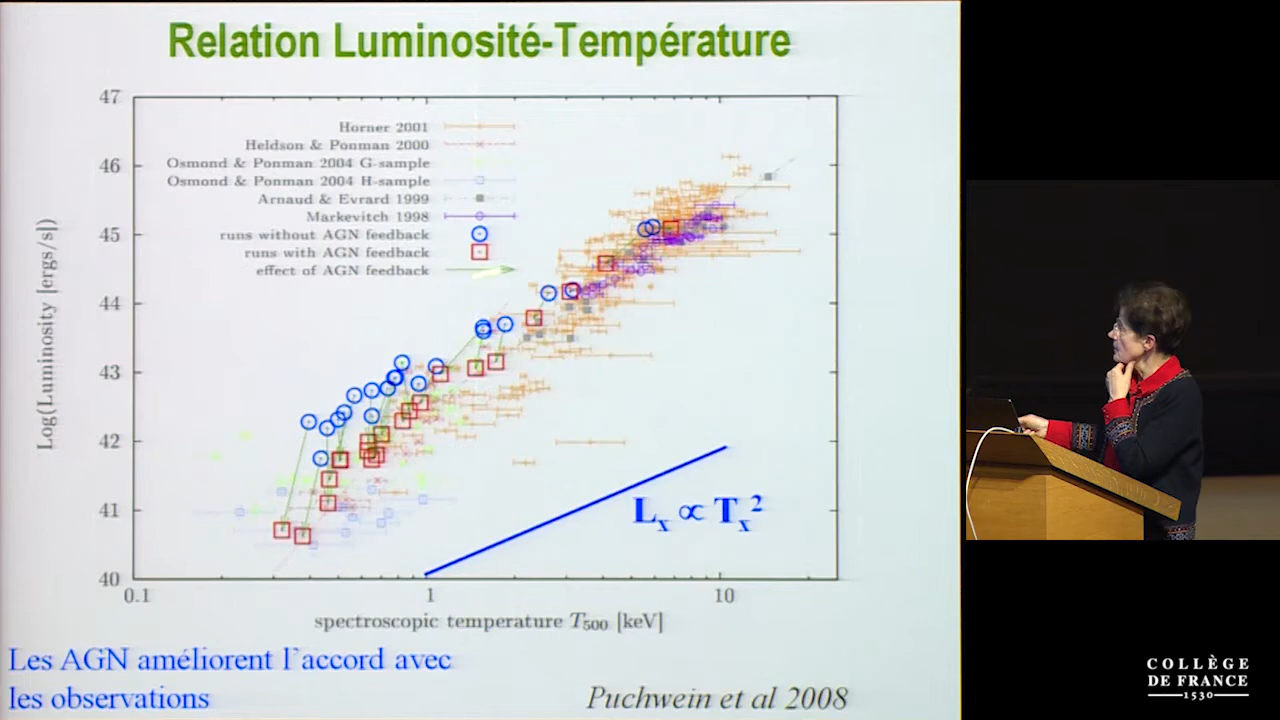 Relation Luminosité-Température
47
46
45
44
43
42
41
40
Log(Luminosity [ergs/s])
Horner 2001
Heldson & Ponman 2000
Osmond & Ponman 2004 G-sample
Osmond & Ponman 2004 H-sample
Arnaud & Evrard 1999
Markevitch 1998
runs without AGN feedback
runs with AGN feedback
effect of AGN feedback
Lx ∝ Tx²
0.1
1
10
spectroscopic temperature T500 [keV]
Les AGN améliorent l'accord avec
les observations
Puchwein et al 2008
COLLÈGE
DE FRANCE
1530